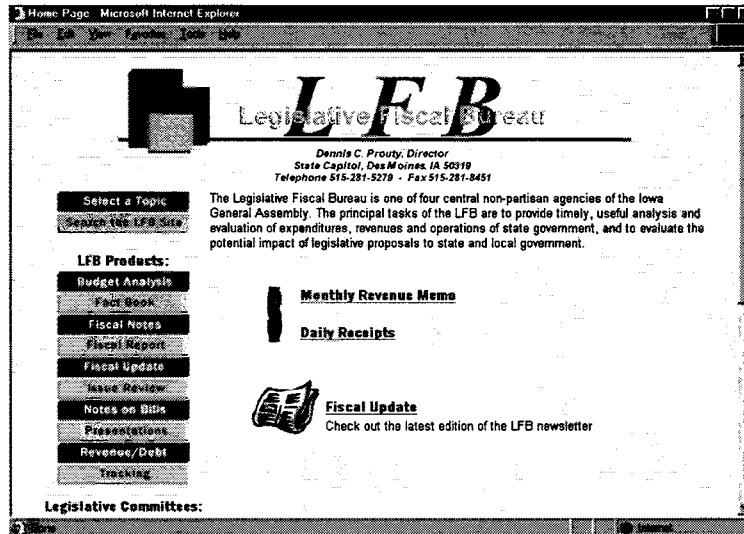 Home Page - Microsoft Internet Explorer
File Edit View Favorites Tools Help
LFB
Legislative Fiscal Bureau
Dennis C. Prouty, Director
State Capitol, Des Moines, IA 50319
Telephone 515-281-5279 - Fax 515-281-8451
Select a Topic
Search the LFB Site
The Legislative Fiscal Bureau is one of four central non-partisan agencies of the Iowa
General Assembly. The principal tasks of the LFB are to provide timely, useful analysis and
evaluation of expenditures, revenues and operations of state government, and to evaluate the
potential impact of legislative proposals to state and local government.
LFB Products:
Budget Analysis
Fact Book
Fiscal Notes
Fiscal Report
Fiscal Update
Issue Review
Notes on Bills
Presentations
Revenue/Debt
Tracking
Monthly Revenue Memo
Daily Receipts
Fiscal Update
Check out the latest edition of the LFB newsletter
Legislative Committees:
Done
Internet